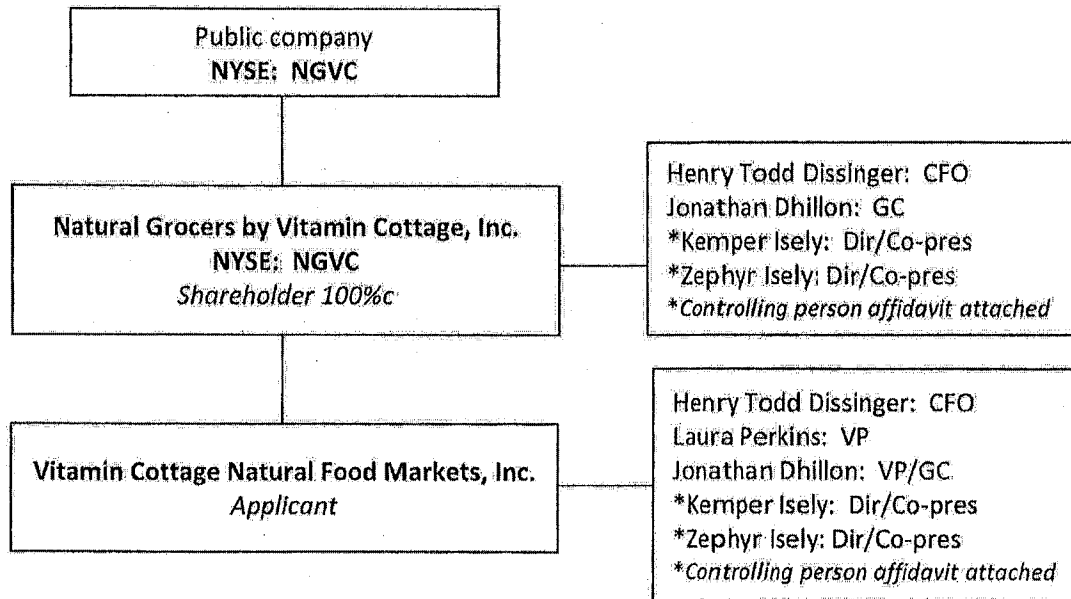 Public company
NYSE: NGVC
Natural Grocers by Vitamin Cottage, Inc.
NYSE: NGVC
Shareholder 100%c
Henry Todd Dissinger: CFO
Jonathan Dhillon: GC
*Kemper Isely: Dir/Co-pres
*Zephyr Isely: Dir/Co-pres
*Controlling person affidavit attached
Vitamin Cottage Natural Food Markets, Inc.
Applicant
Henry Todd Dissinger: CFO
Laura Perkins: VP
Jonathan Dhillon: VP/GC
*Kemper Isely: Dir/Co-pres
*Zephyr Isely: Dir/Co-pres
*Controlling person affidavit attached